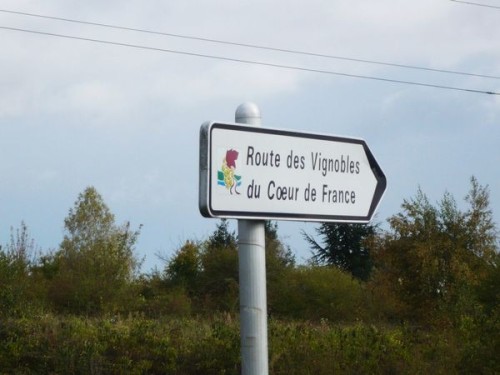 Route des Vignobles
du Cœur de France